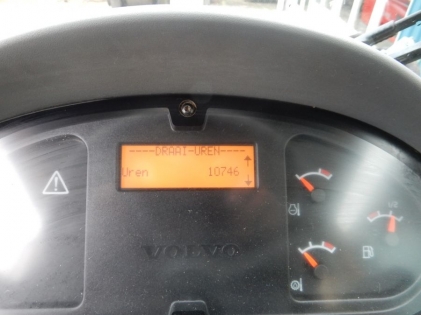 ----DRAAI-UREN----
Uren 10746
VOLVO